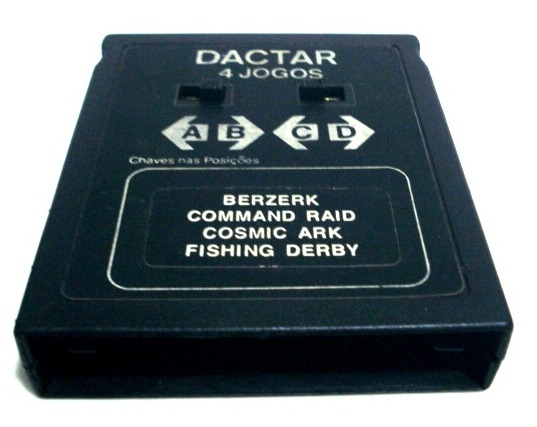 DACTAR
4 JOGOS
A B C D
Chaves nas Posições
BERZERK
COMMAND RAID
COSMIC ARK
FISHING DERBY